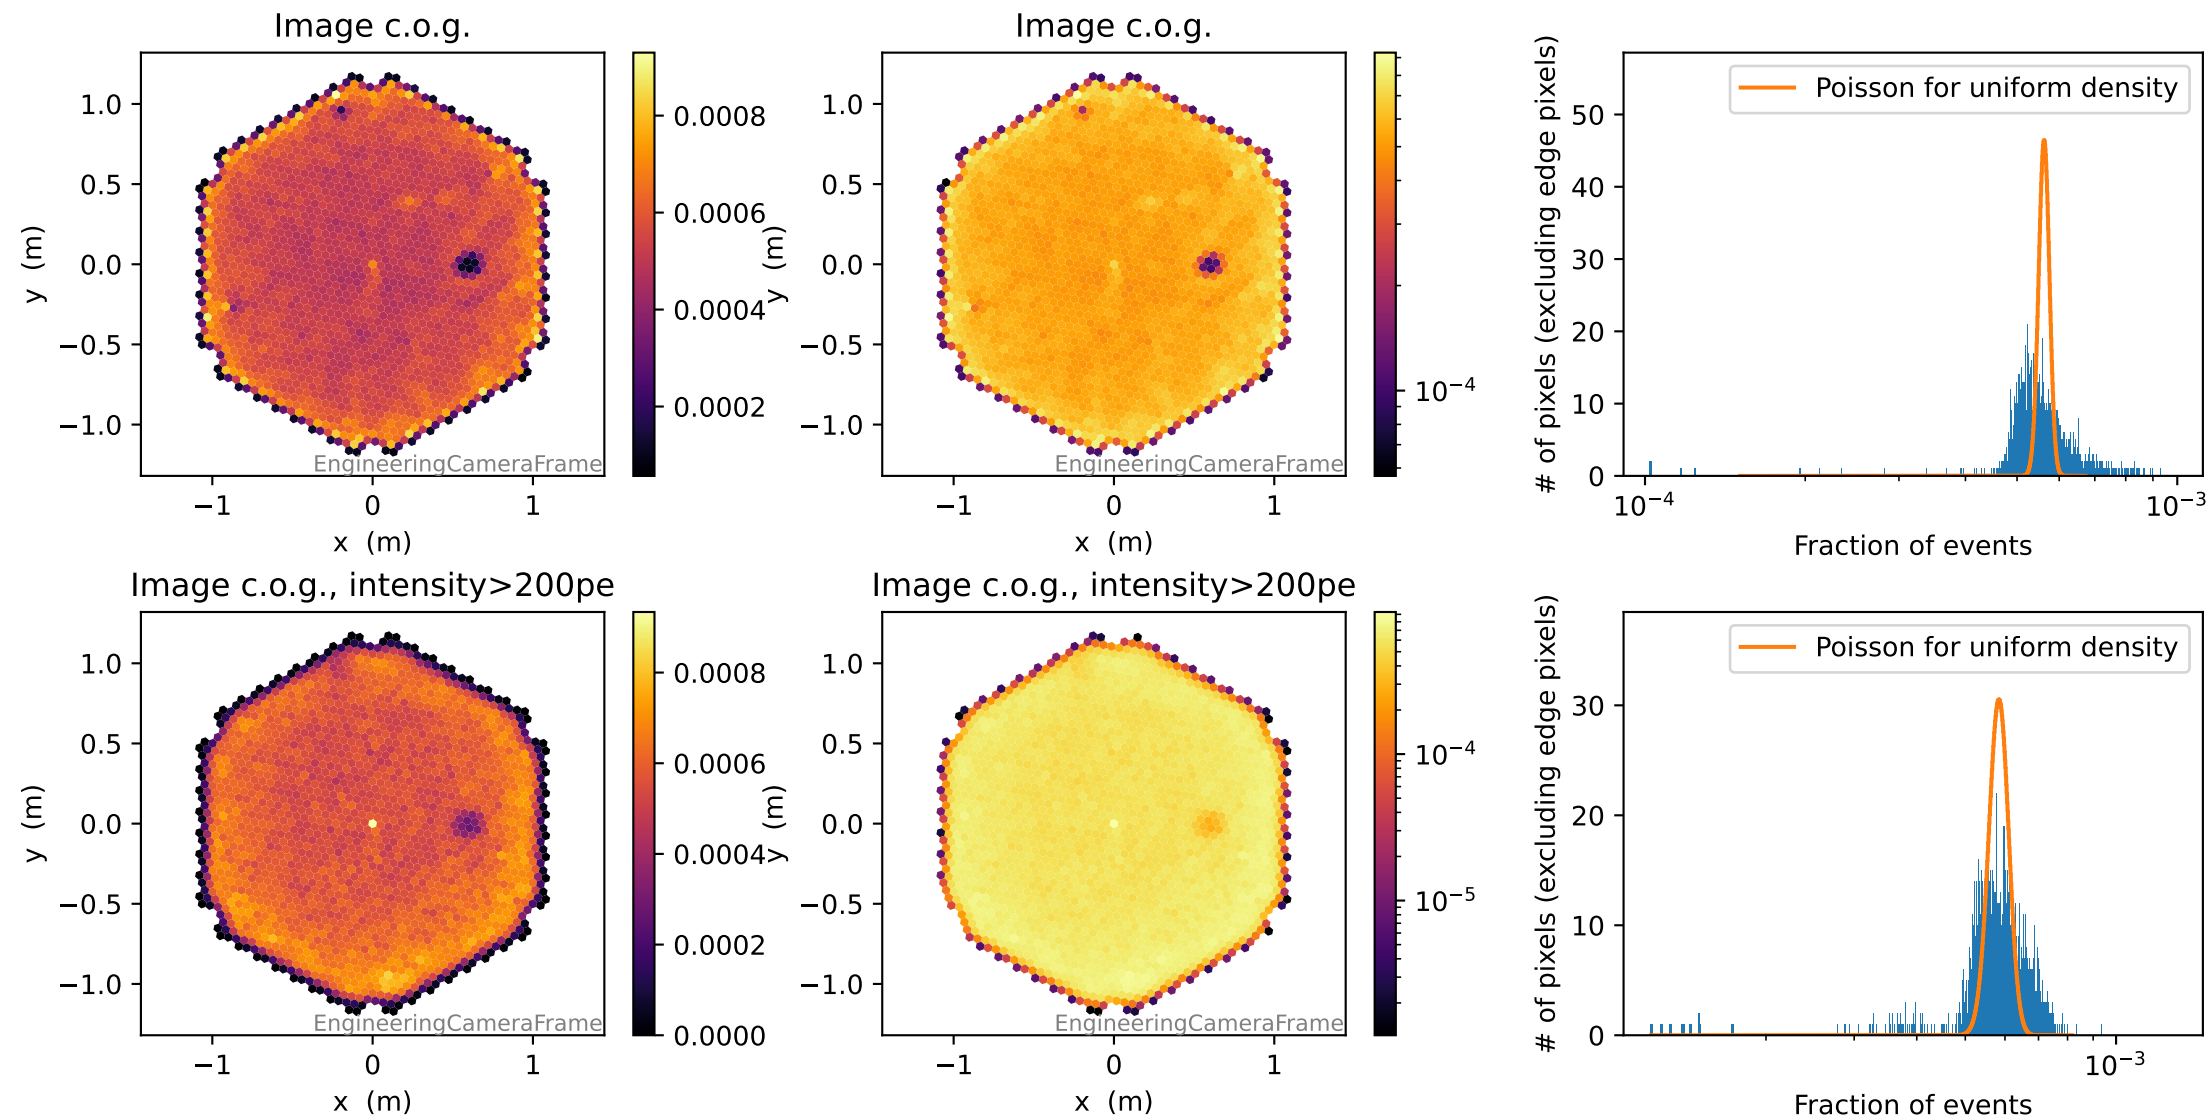 Image c.o.g.
1.0
0.5
0.0
−0.5
−1.0
y (m)
−1
0
1
x (m)
EngineeringCameraFrame
0.0008
0.0006
0.0004
0.0002
Image c.o.g.
1.0
0.5
0.0
−0.5
−1.0
y (m)
−1
0
1
x (m)
EngineeringCameraFrame
10⁻⁴
# of pixels (excluding edge pixels)
50
40
30
20
10
0
Poisson for uniform density
10⁻⁴
10⁻³
Fraction of events
Image c.o.g., intensity>200pe
1.0
0.5
0.0
−0.5
−1.0
y (m)
−1
0
1
x (m)
EngineeringCameraFrame
0.0008
0.0006
0.0004
0.0002
0.0000
Image c.o.g., intensity>200pe
1.0
0.5
0.0
−0.5
−1.0
y (m)
−1
0
1
x (m)
EngineeringCameraFrame
10⁻⁴
10⁻⁵
# of pixels (excluding edge pixels)
30
20
10
0
Poisson for uniform density
10⁻³
Fraction of events